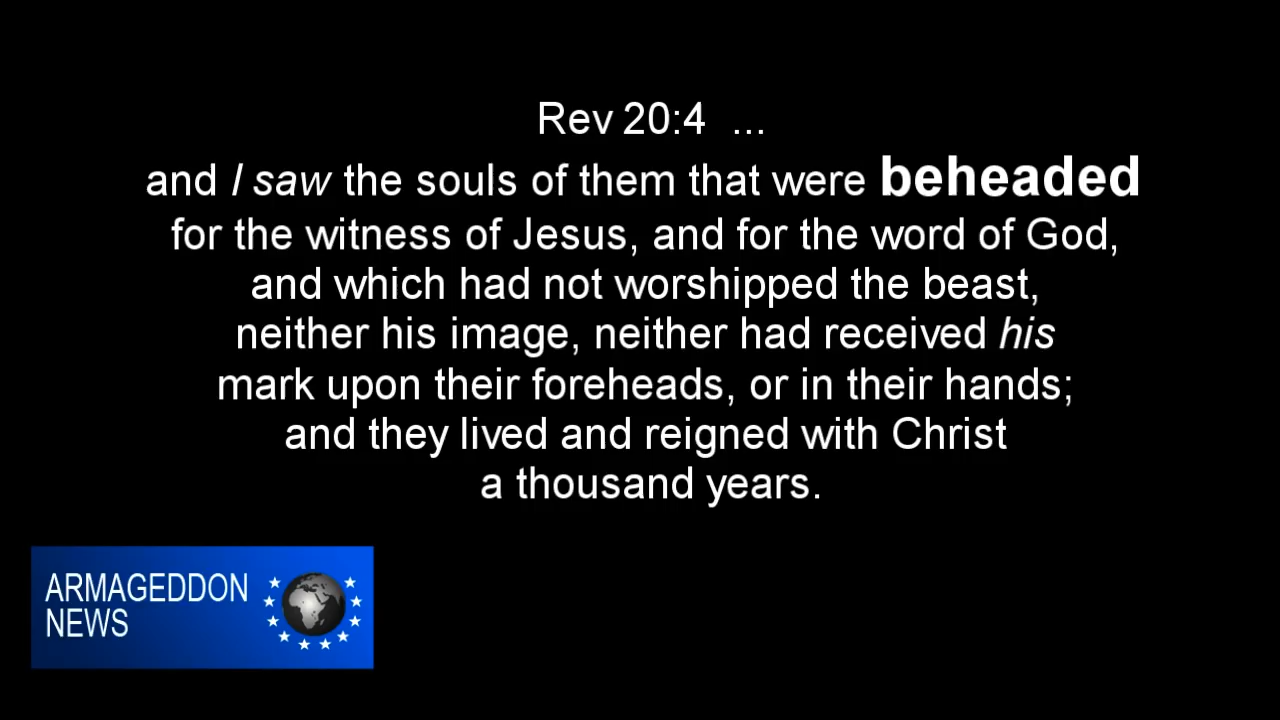 Rev 20:4 ...
and I saw the souls of them that were beheaded
for the witness of Jesus, and for the word of God,
and which had not worshipped the beast,
neither his image, neither had received his
mark upon their foreheads, or in their hands;
and they lived and reigned with Christ
a thousand years.
ARMAGEDDON
NEWS